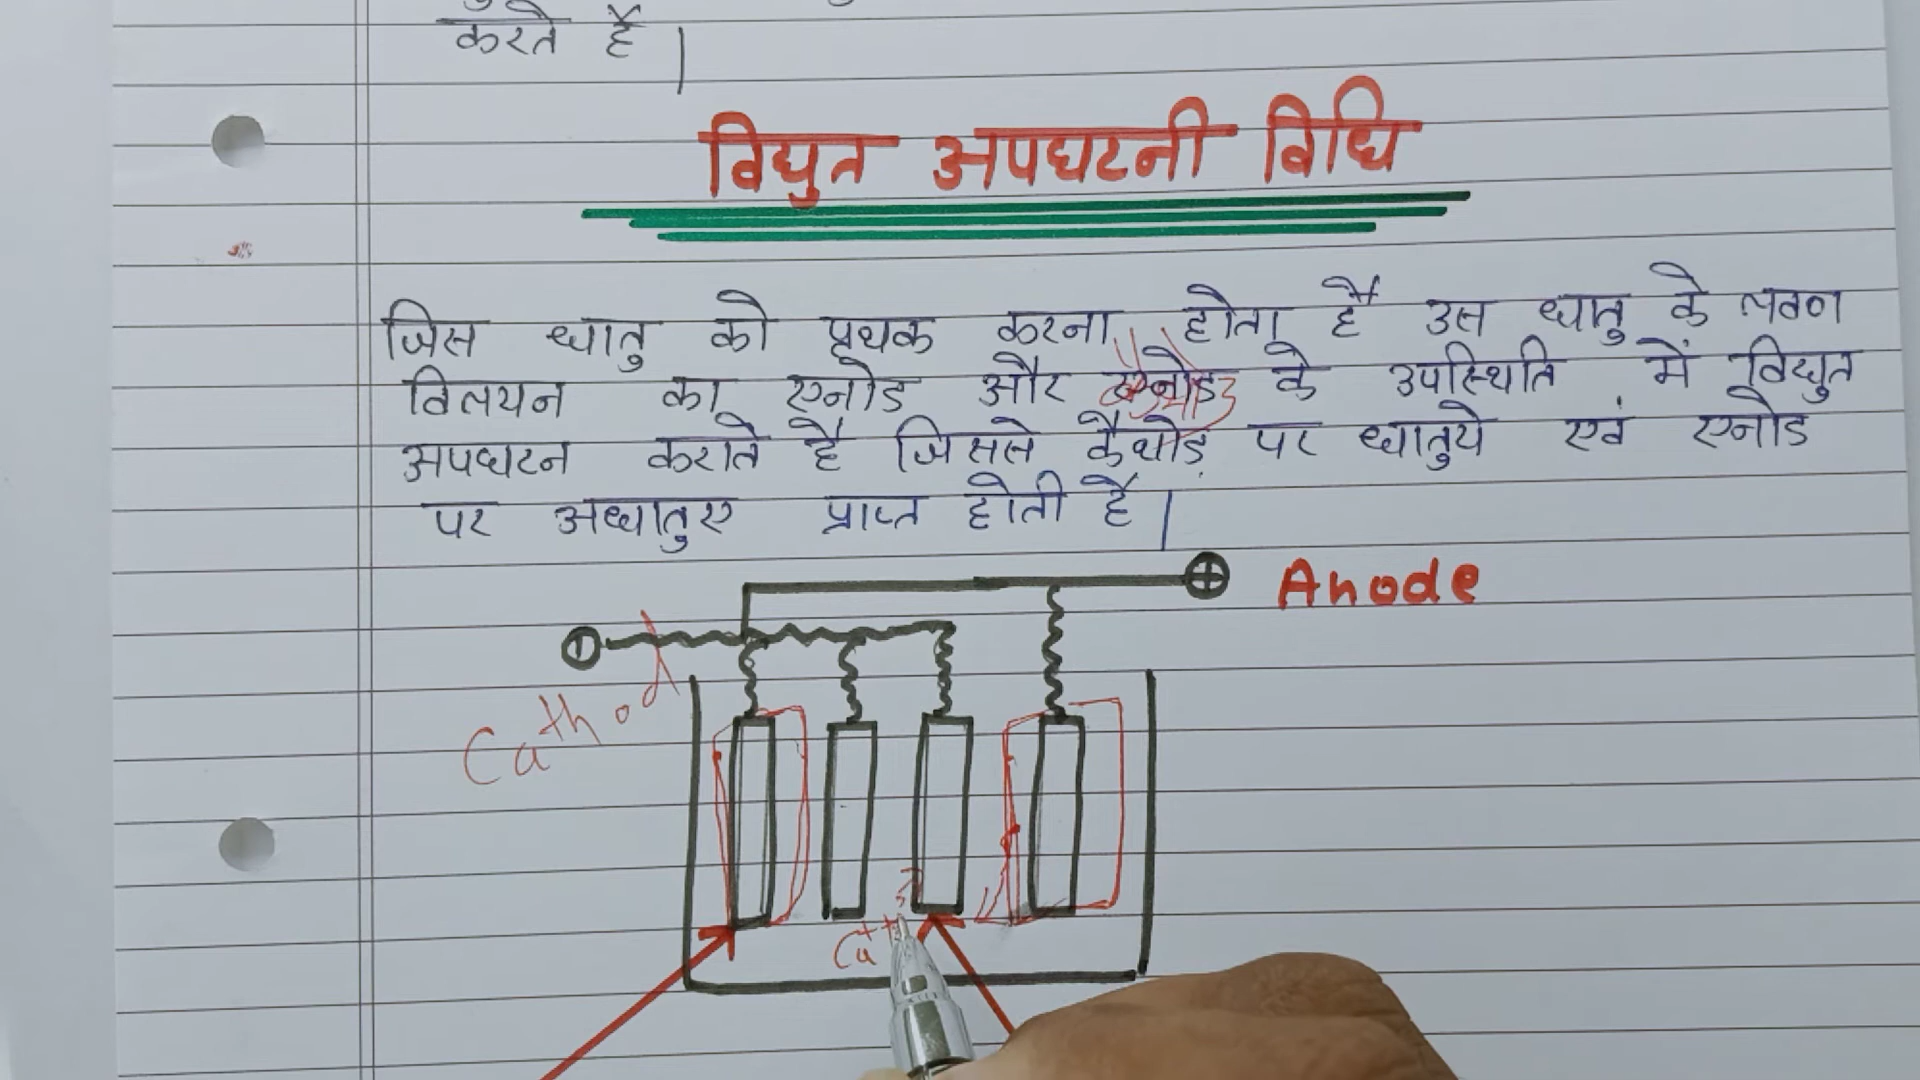 करते है |
विद्युत अपघटनी विधि
जिस धातु को पृथक करना होता है उस धातु के लवण
विलयन का एनोड और के उपस्थिति में विद्युत
अपघटन कराते है जिससे कैथोड़ पर धातुये एवं एनोड
पर अधातुए प्राप्त होती है |
⊕ Anode
Cathod
Ca++